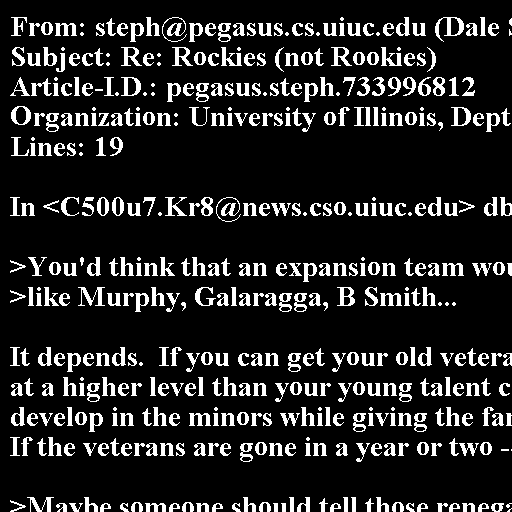 From: steph@pegasus.cs.uiuc.edu (Dale
Subject: Re: Rockies (not Rookies)
Article-I.D.: pegasus.steph.733996812
Organization: University of Illinois, Dept
Lines: 19

In <C500u7.Kr8@news.cso.uiuc.edu> db

>You'd think that an expansion team wou
>like Murphy, Galaragga, B Smith...

It depends.  If you can get your old vetera
at a higher level than your young talent c
develop in the minors while giving the fan
If the veterans are gone in a year or two -

>Maybe someone should tell those renega